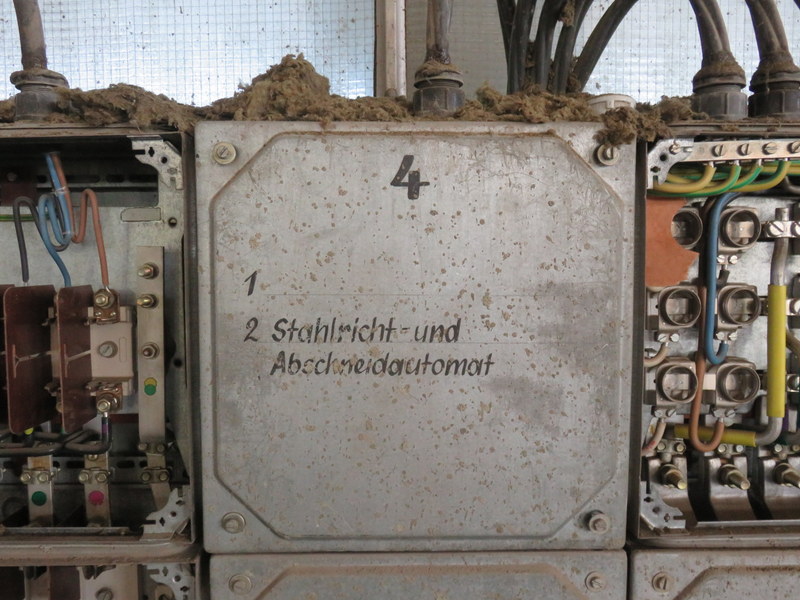 4
1
2 Stahlricht- und
Abschneidautomat